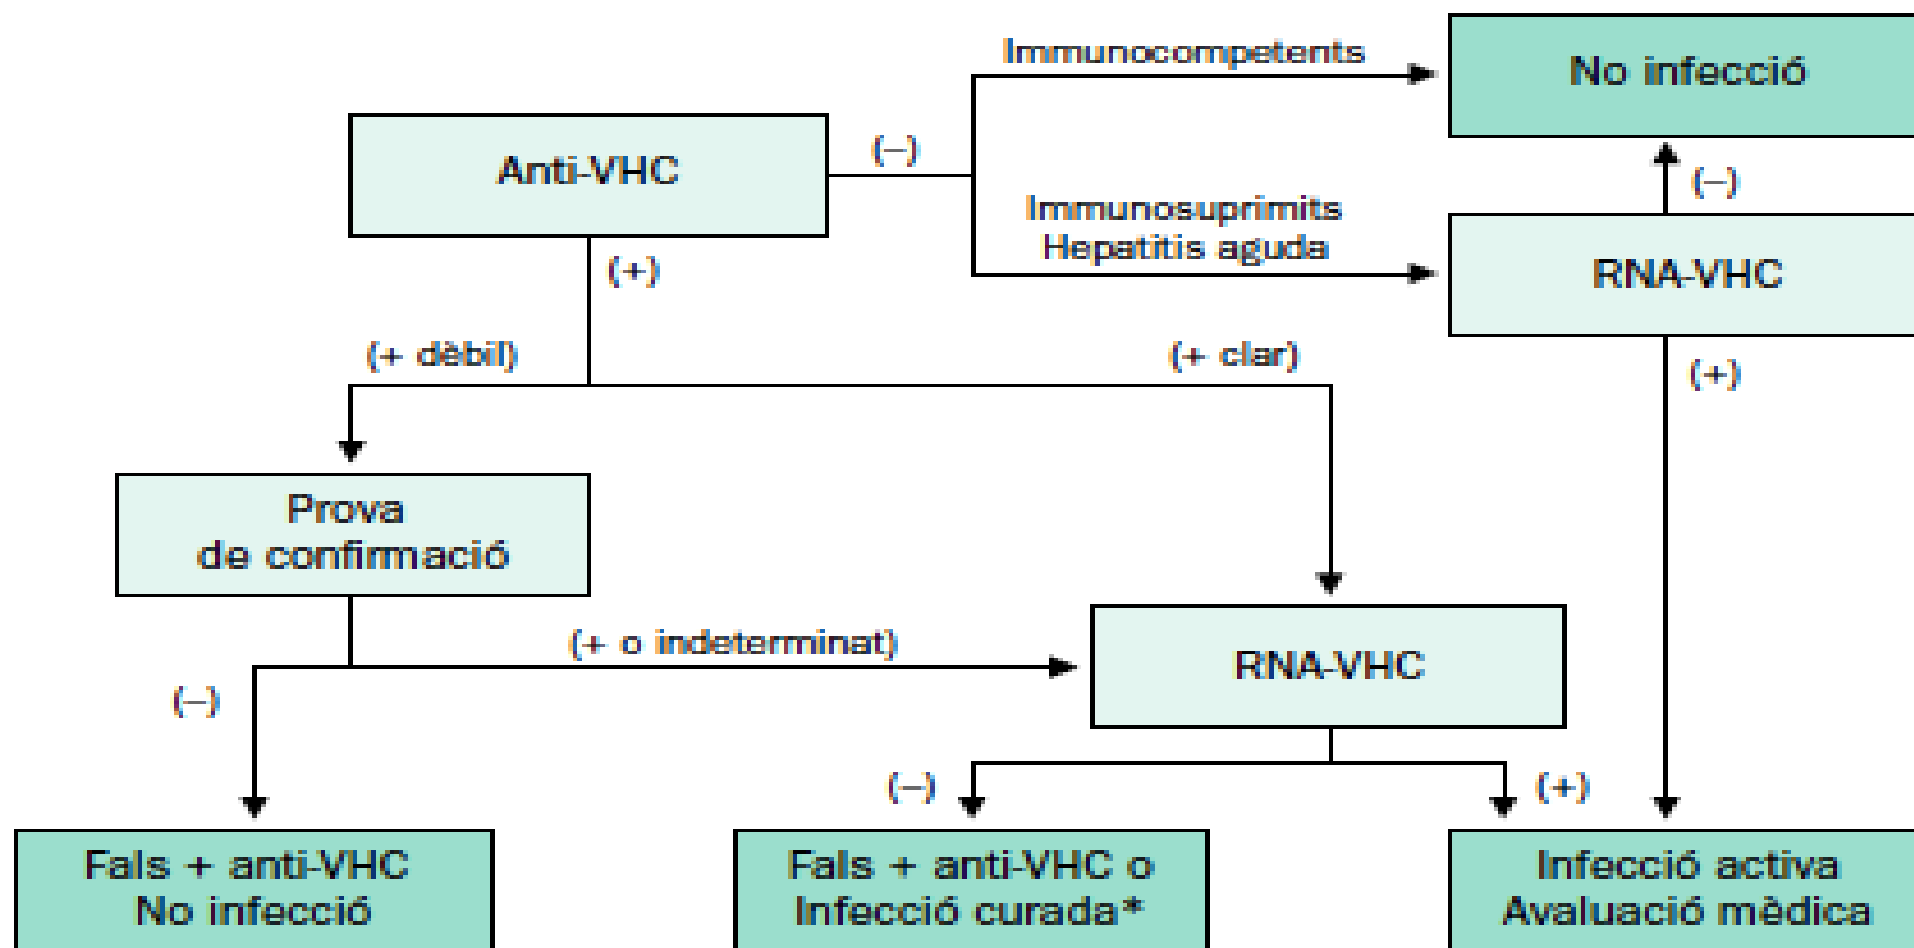 Immunocompetents
No infecció
Anti-VHC
(–)
(–)
Immunosuprimits
Hepatitis aguda
RNA-VHC
(+)
(+ dèbil)
(+ clar)
(+)
Prova
de confirmació
(+ o indeterminat)
RNA-VHC
(–)
(–)
(+)
Fals + anti-VHC
No infecció
Fals + anti-VHC o
Infecció curada*
Infecció activa
Avaluació mèdica